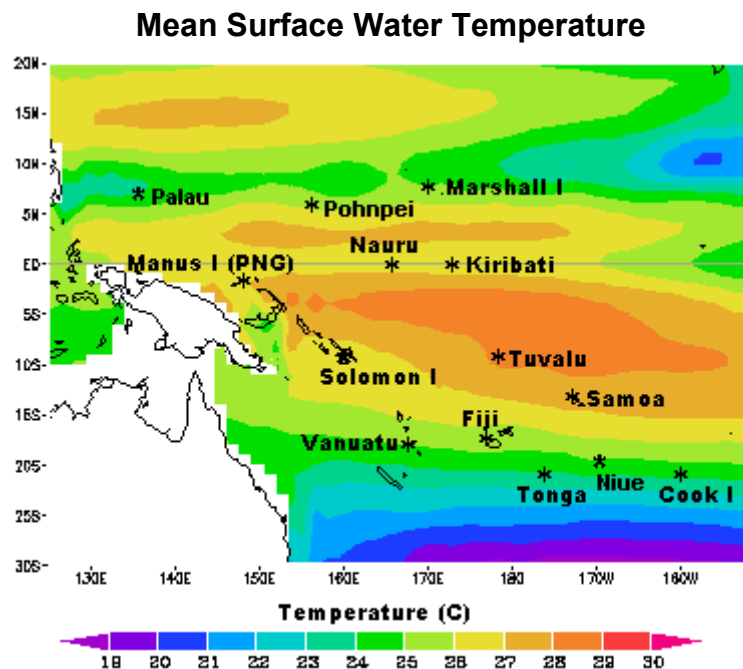 Mean Surface Water Temperature
20N
15N
10N
Marshall I
Palau
5N
Pohnpei
Nauru
EQ
Manus I (PNG)
Kiribati
5S
Tuvalu
10S
Solomon I
Samoa
15S
Fiji
Vanuatu
20S
Tonga
Niue
Cook I
25S
30S
130E 140E 150E 160E 170E 180 170W 160W
Temperature (C)
19 20 21 22 23 24 25 26 27 28 29 30